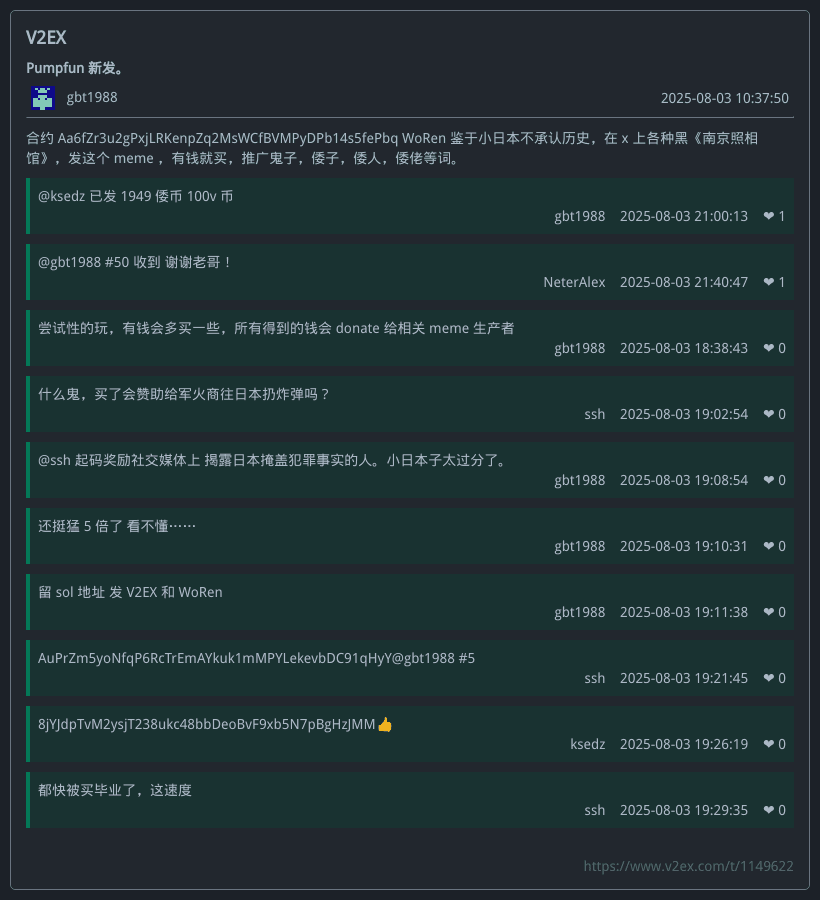 V2EX
Pumpfun 新发。
gbt1988
2025-08-03 10:37:50
合约 Aa6fZr3u2gPxjLRKenpZq2MsWCfBVMPyDPb14s5fePbq WoRen 鉴于小日本不承认历史，在 x 上各种黑《南京照相
馆》，发这个 meme ，有钱就买，推广鬼子，倭子，倭人，倭佬等词。
@ksedz 已发 1949 倭币 100v 币
gbt1988 2025-08-03 21:00:13 ❤ 1
@gbt1988 #50 收到 谢谢老哥！
NeterAlex 2025-08-03 21:40:47 ❤ 1
尝试性的玩，有钱会多买一些，所有得到的钱会 donate 给相关 meme 生产者
gbt1988 2025-08-03 18:38:43 ❤ 0
什么鬼，买了会赞助给军火商往日本扔炸弹吗？
ssh 2025-08-03 19:02:54 ❤ 0
@ssh 起码奖励社交媒体上 揭露日本掩盖犯罪事实的人。小日本子太过分了。
gbt1988 2025-08-03 19:08:54 ❤ 0
还挺猛 5 倍了 看不懂……
gbt1988 2025-08-03 19:10:31 ❤ 0
留 sol 地址 发 V2EX 和 WoRen
gbt1988 2025-08-03 19:11:38 ❤ 0
AuPrZm5yoNfqP6RcTrEmAYkuk1mMPYLekevbDC91qHyY@gbt1988 #5
ssh 2025-08-03 19:21:45 ❤ 0
8jYJdpTvM2ysjT238ukc48bbDeoBvF9xb5N7pBgHzJMM👍
ksedz 2025-08-03 19:26:19 ❤ 0
都快被买毕业了，这速度
ssh 2025-08-03 19:29:35 ❤ 0
https://www.v2ex.com/t/1149622